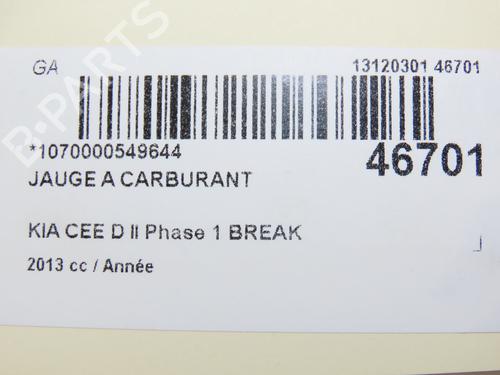 GA 13120301 46701
*1070000549644 46701
JAUGE A CARBURANT
KIA CEE D II Phase 1 BREAK J
2013 cc / Année
B-PARTS